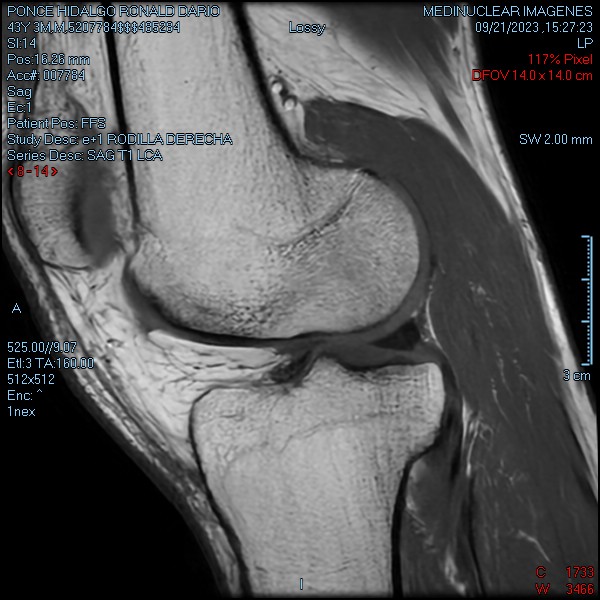 PONCE HIDALGO RONALD DARIO
43Y 3M,M,5207784$$$485284
Sl:14
Pos:16.26 mm
Acc#: 007784
Sag
Ec:1
Patient Pos: FFS
Study Desc: e+1 RODILLA DERECHA
Series Desc: SAG T1 LCA
< 8 - 14 >
Lossy
MEDINUCLEAR IMAGENES
09/21/2023 ,15:27:23
LP
117% Pixel
DFOV 14.0 x 14.0 cm
SW 2.00 mm
A
3 cm
525.00//9.07
Etl:3 TA:160.00
512x512
Enc: ^
1nex
I
C 1733
W 3466